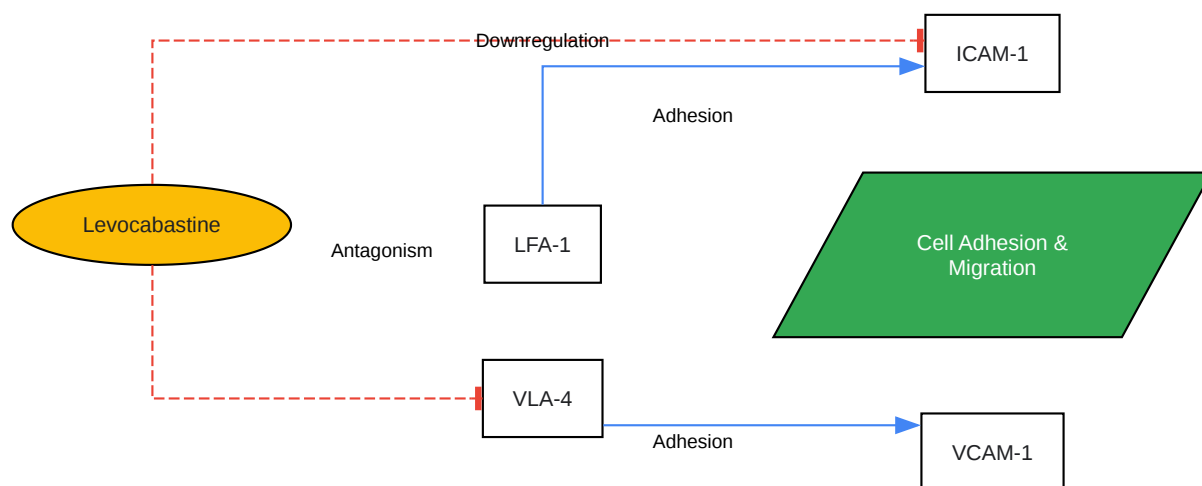 Downregulation
ICAM-1
Adhesion
Levocabastine
Antagonism
LFA-1
Cell Adhesion &
Migration
VLA-4
Adhesion
VCAM-1